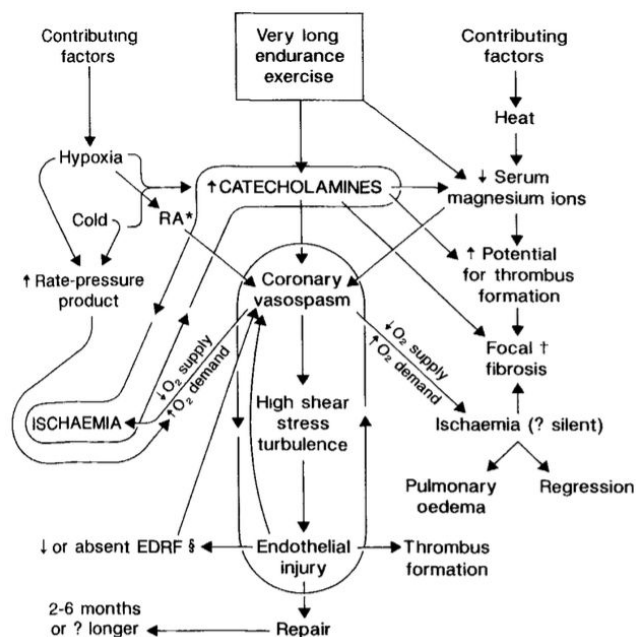 Contributing
factors
Very long
endurance
exercise
Contributing
factors
Heat
Hypoxia
↑CATECHOLAMINES
↓ Serum
magnesium ions
Cold
RA*
↑ Rate-pressure
product
Coronary
vasospasm
↑ Potential
for thrombus
formation
↓O₂ supply
↑O₂ demand
↓O₂ supply
↑O₂ demand
Focal †
fibrosis
ISCHAEMIA
High shear
stress
turbulence
Ischaemia (? silent)
Pulmonary
oedema
Regression
↓ or absent EDRF §
Endothelial
injury
Thrombus
formation
2-6 months
or ? longer
Repair